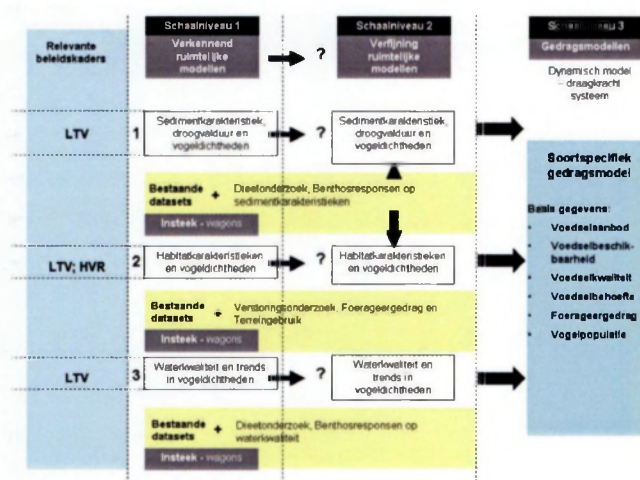 Schaalniveau 1
Schaalniveau 2
Schaalniveau 3
Relevante
beleidskaders
Verkennend
ruimtelijke
modellen
?
Verfijning
ruimtelijke
modellen
Gedragsmodellen
Dynamisch model
– draagkracht
systeem
LTV
1
Sedimentkarakteristiek,
droogvalduur en
vogeldichtheden
?
Sedimentkarakteristiek,
droogvalduur en
vogeldichtheden
Bestaande
datasets
+
Dieetonderzoek, Benthosresponsen op
sedimentkarakteristieken
Insteek - wagons
LTV; HVR
2
Habitatkarakteristieken
en vogeldichtheden
?
Habitatkarakteristieken
en vogeldichtheden
Bestaande
datasets
+
Verstoringsonderzoek, Foerageergedrag en
Terreingebruik
Insteek - wagons
LTV
3
Waterkwaliteit en trends
in vogeldichtheden
?
Waterkwaliteit en
trends in
vogeldichtheden
Bestaande
datasets
+
Dieetonderzoek, Benthosresponsen op
waterkwaliteit
Insteek - wagons
Soortspecifiek
gedragsmodel
Basis gegevens:
• Voedselaanbod
• Voedselbeschik-
baarheid
• Voedselkwaliteit
• Voedselbehoefte
• Foerageergedrag
• Vogelpopulatie